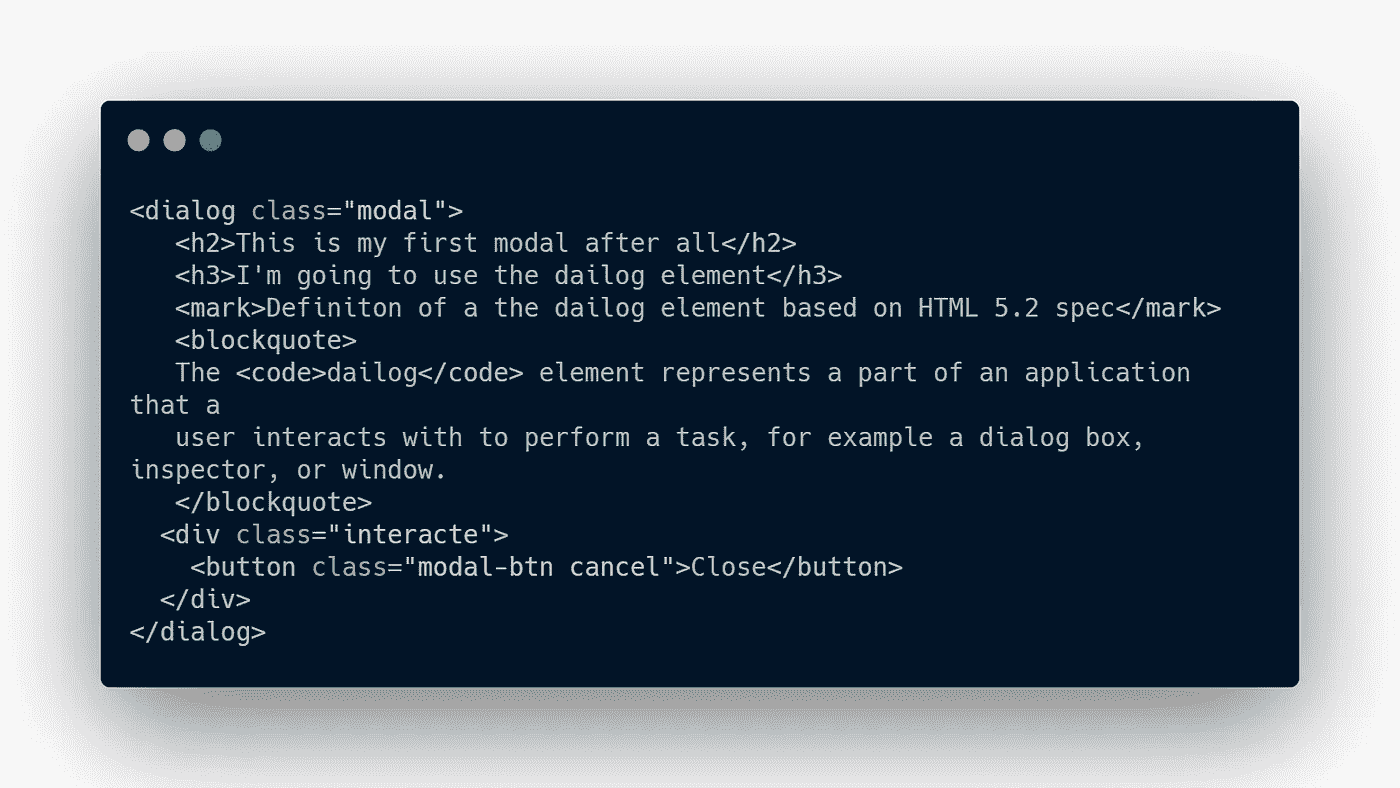 <dialog class="modal">
   <h2>This is my first modal after all</h2>
   <h3>I'm going to use the dailog element</h3>
   <mark>Definiton of a the dailog element based on HTML 5.2 spec</mark>
   <blockquote>
   The <code>dailog</code> element represents a part of an application
that a
   user interacts with to perform a task, for example a dialog box,
inspector, or window.
   </blockquote>
  <div class="interacte">
    <button class="modal-btn cancel">Close</button>
  </div>
</dialog>